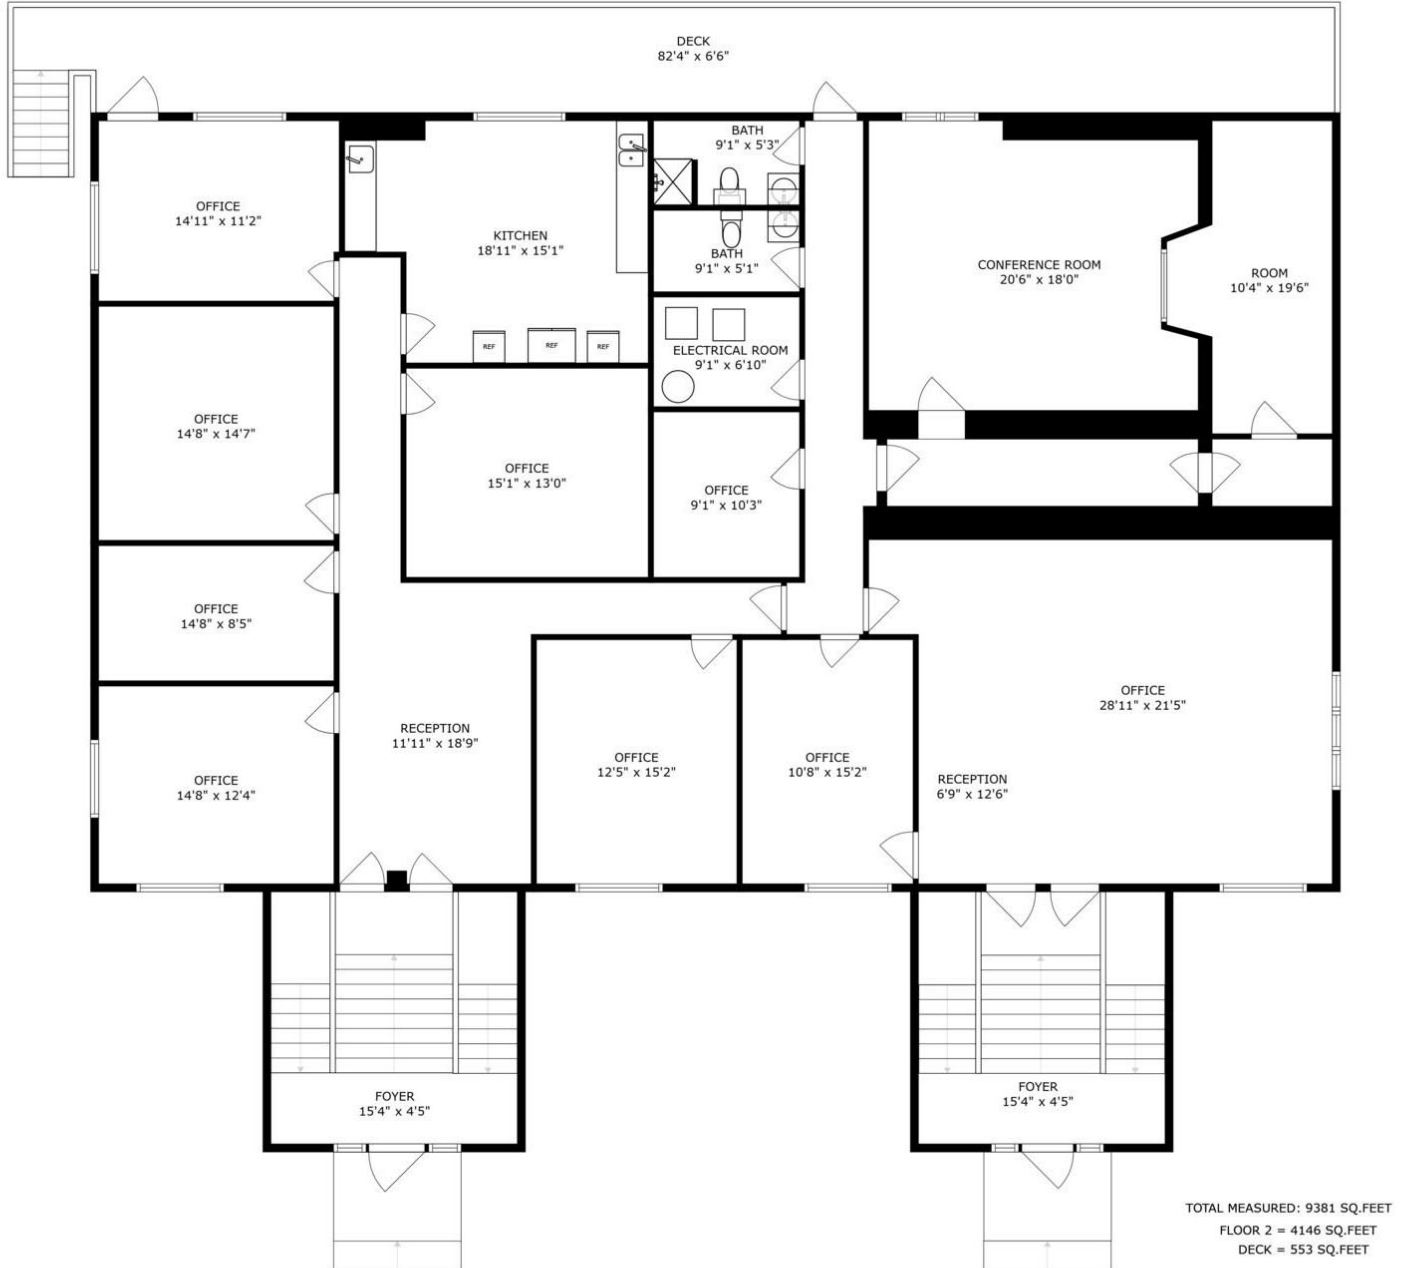 DECK
82'4" x 6'6"
BATH
9'1" x 5'3"
OFFICE
14'11" x 11'2"
KITCHEN
18'11" x 15'1"
BATH
9'1" x 5'1"
CONFERENCE ROOM
20'6" x 18'0"
ROOM
10'4" x 19'6"
REF
REF
REF
ELECTRICAL ROOM
9'1" x 6'10"
OFFICE
14'8" x 14'7"
OFFICE
15'1" x 13'0"
OFFICE
9'1" x 10'3"
OFFICE
14'8" x 8'5"
OFFICE
28'11" x 21'5"
RECEPTION
11'11" x 18'9"
OFFICE
12'5" x 15'2"
OFFICE
10'8" x 15'2"
OFFICE
14'8" x 12'4"
RECEPTION
6'9" x 12'6"
FOYER
15'4" x 4'5"
FOYER
15'4" x 4'5"
TOTAL MEASURED: 9381 SQ.FEET
FLOOR 2 = 4146 SQ.FEET
DECK = 553 SQ.FEET